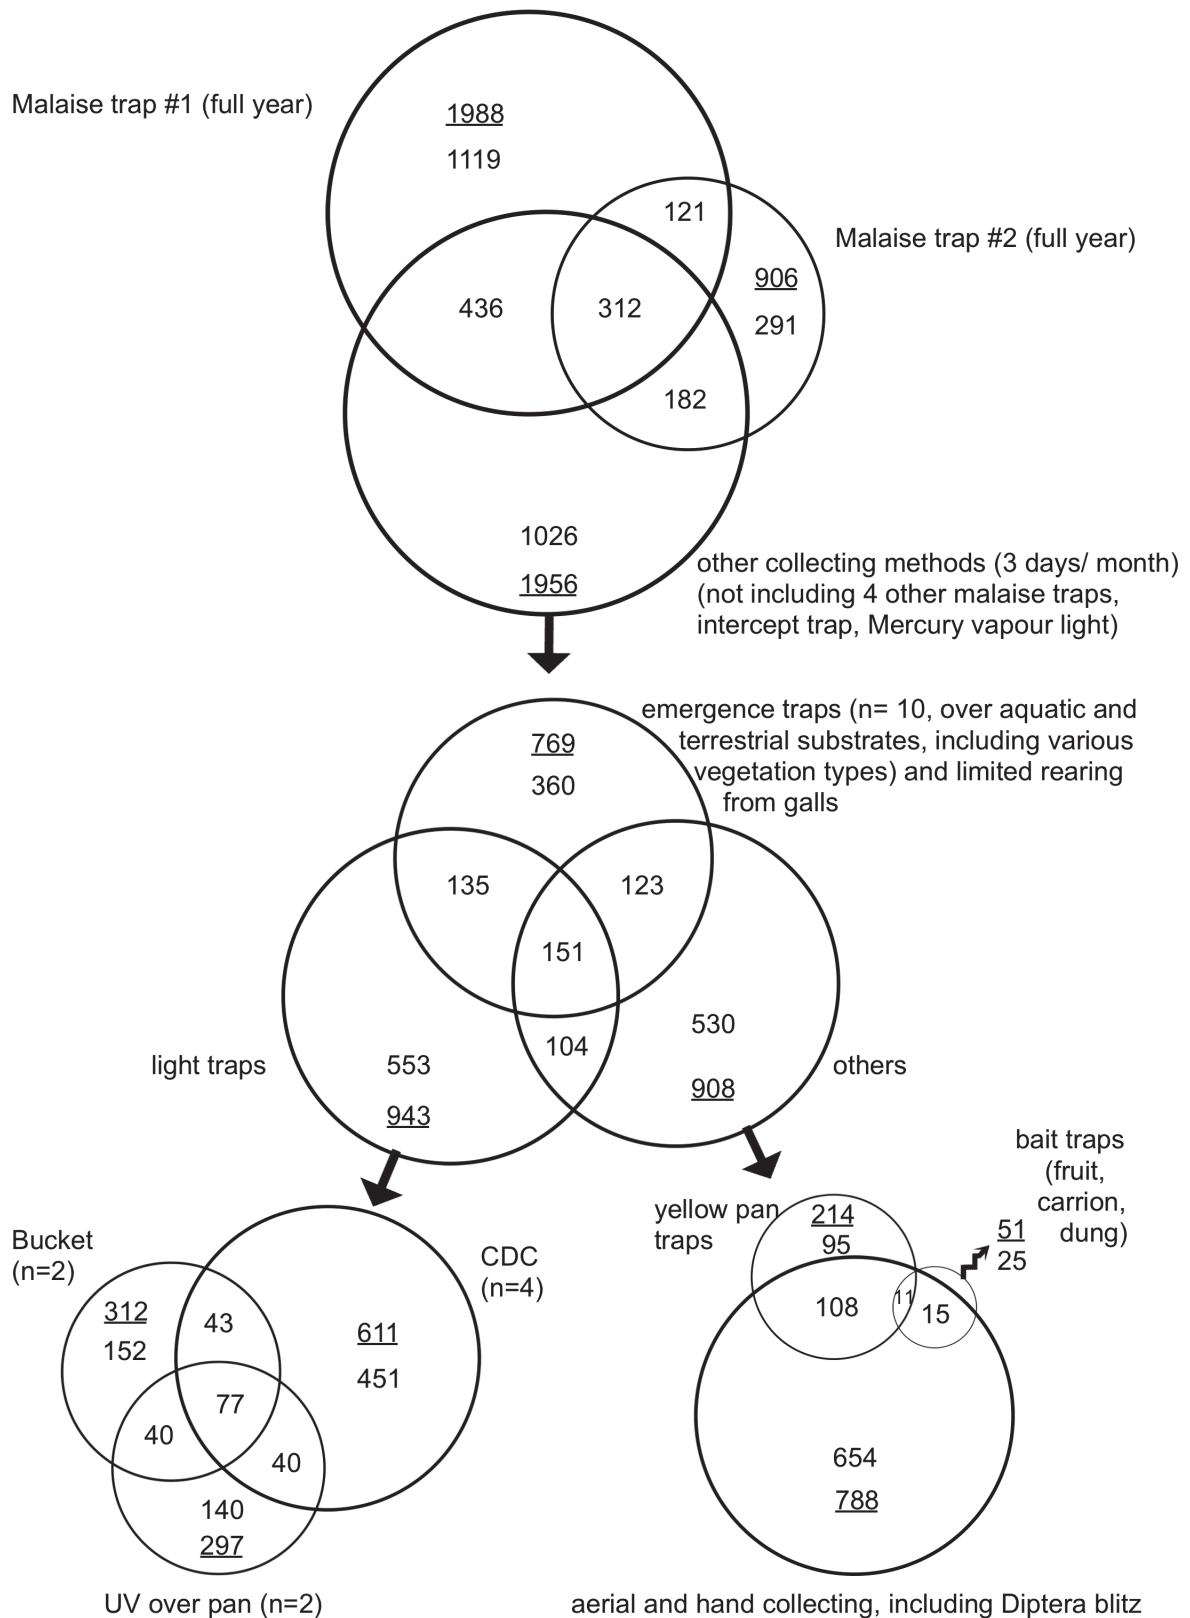 Malaise trap #1 (full year)
1988
1119
121
Malaise trap #2 (full year)
906
291
436
312
182
1026
1956
other collecting methods (3 days/ month)
(not including 4 other malaise traps,
intercept trap, Mercury vapour light)
emergence traps (n= 10, over aquatic and
terrestrial substrates, including various
vegetation types) and limited rearing
from galls
769
360
135
123
151
104
530
908
others
light traps
553
943
Bucket
(n=2)
312
152
43
CDC
(n=4)
611
451
77
40
40
140
297
UV over pan (n=2)
yellow pan
traps
214
95
bait traps
(fruit,
carrion,
dung)
51
25
108
11
15
654
788
aerial and hand collecting, including Diptera blitz